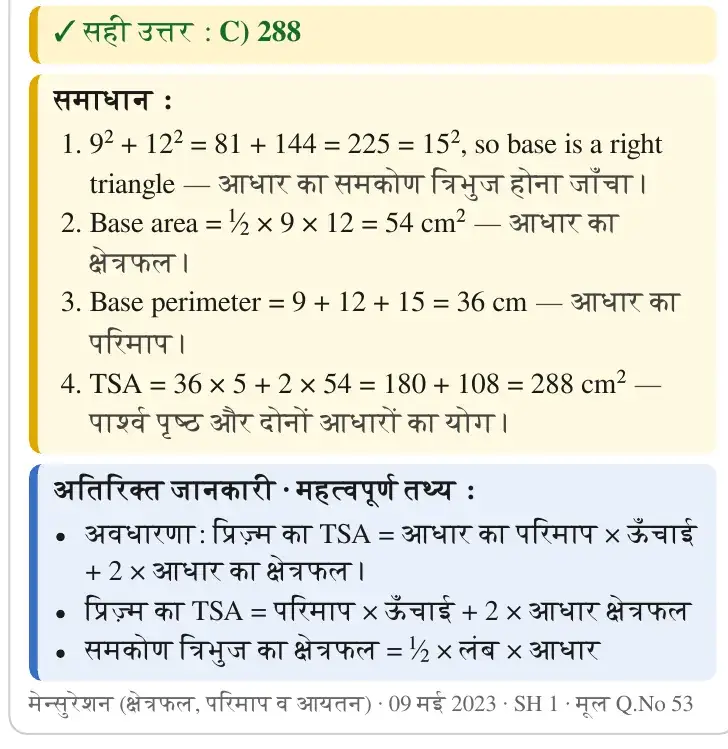 ✓ सही उत्तर : C) 288
समाधान :
1. 9² + 12² = 81 + 144 = 225 = 15², so base is a right
triangle — आधार का समकोण त्रिभुज होना जाँचा।
2. Base area = ½ × 9 × 12 = 54 cm² — आधार का
क्षेत्रफल।
3. Base perimeter = 9 + 12 + 15 = 36 cm — आधार का
परिमाप।
4. TSA = 36 × 5 + 2 × 54 = 180 + 108 = 288 cm² —
पार्श्व पृष्ठ और दोनों आधारों का योग।
अतिरिक्त जानकारी · महत्वपूर्ण तथ्य :
• अवधारणा : प्रिज़्म का TSA = आधार का परिमाप × ऊँचाई
+ 2 × आधार का क्षेत्रफल।
• प्रिज़्म का TSA = परिमाप × ऊँचाई + 2 × आधार क्षेत्रफल
• समकोण त्रिभुज का क्षेत्रफल = ½ × लंब × आधार
मेन्सुरेशन (क्षेत्रफल, परिमाप व आयतन) · 09 मई 2023 · SH 1 · मूल Q.No 53